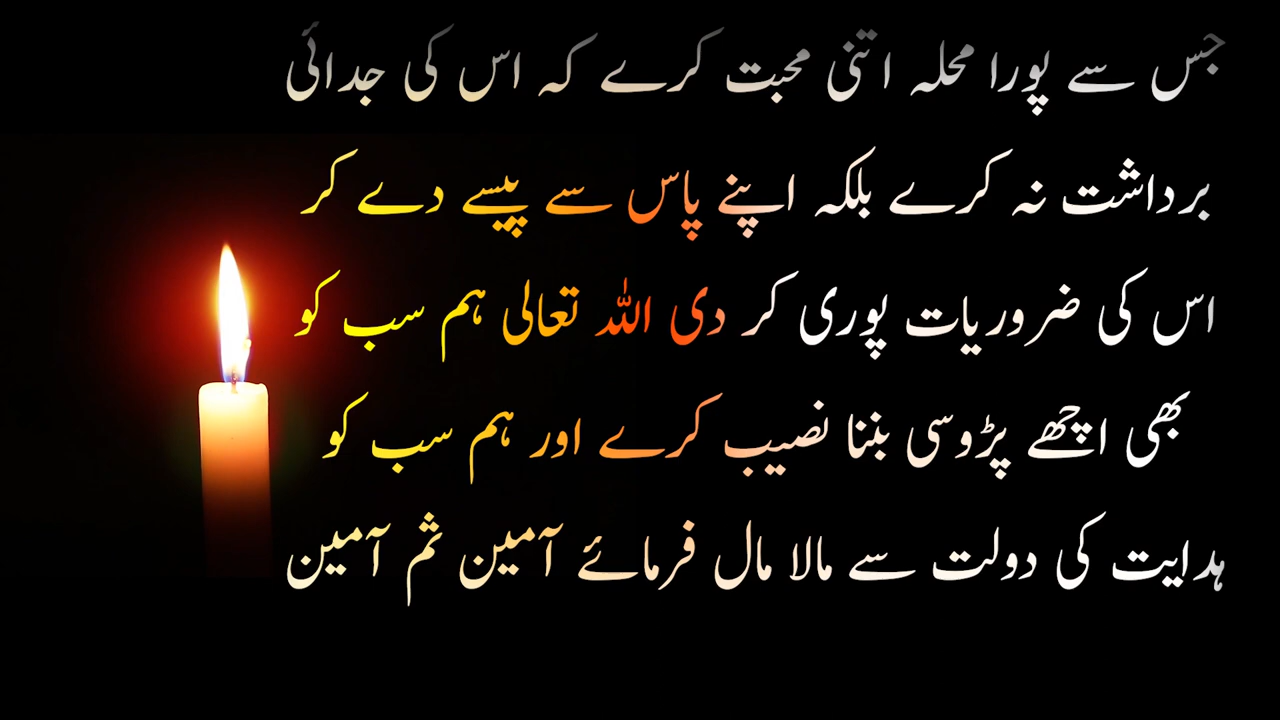 جس سے پورا محلہ اتنی محبت کرے کہ اس کی جدائی
برداشت نہ کرے بلکہ اپنے پاس سے پیسے دے کر
اس کی ضروریات پوری کر دی اللہ تعالی ہم سب کو
بھی اچھے پڑوسی بننا نصیب کرے اور ہم سب کو
ہدایت کی دولت سے مالا مال فرمائے آمین ثم آمین